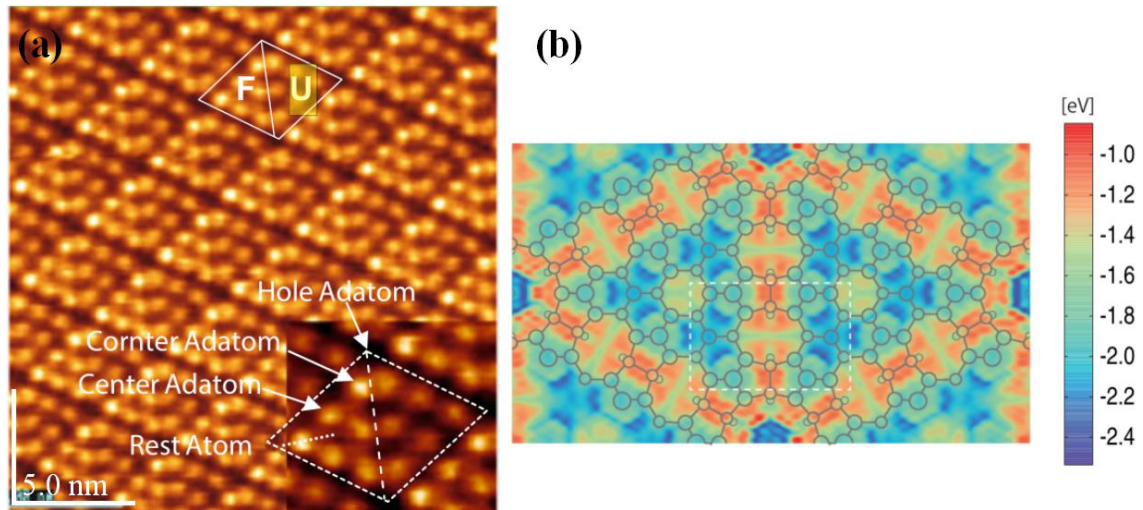 (a)
F U
Hole Adatom
Cornter Adatom
Center Adatom
Rest Atom
5.0 nm
(b)
[eV]
-1.0
-1.2
-1.4
-1.6
-1.8
-2.0
-2.2
-2.4